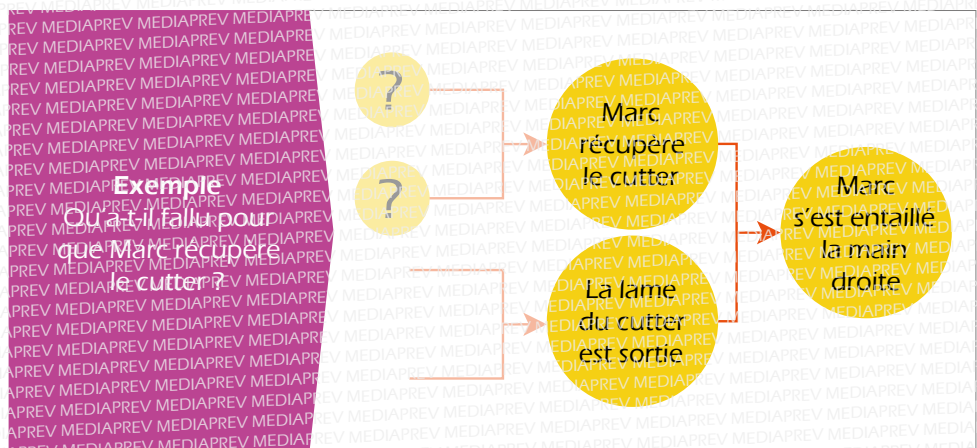 Exemple
Qu'a-t-il fallu pour
que Marc récupère
le cutter ?
?
?
Marc
récupère
le cutter
La lame
du cutter
est sortie
Marc
s'est entaillé
la main
droite
MEDIAPREV